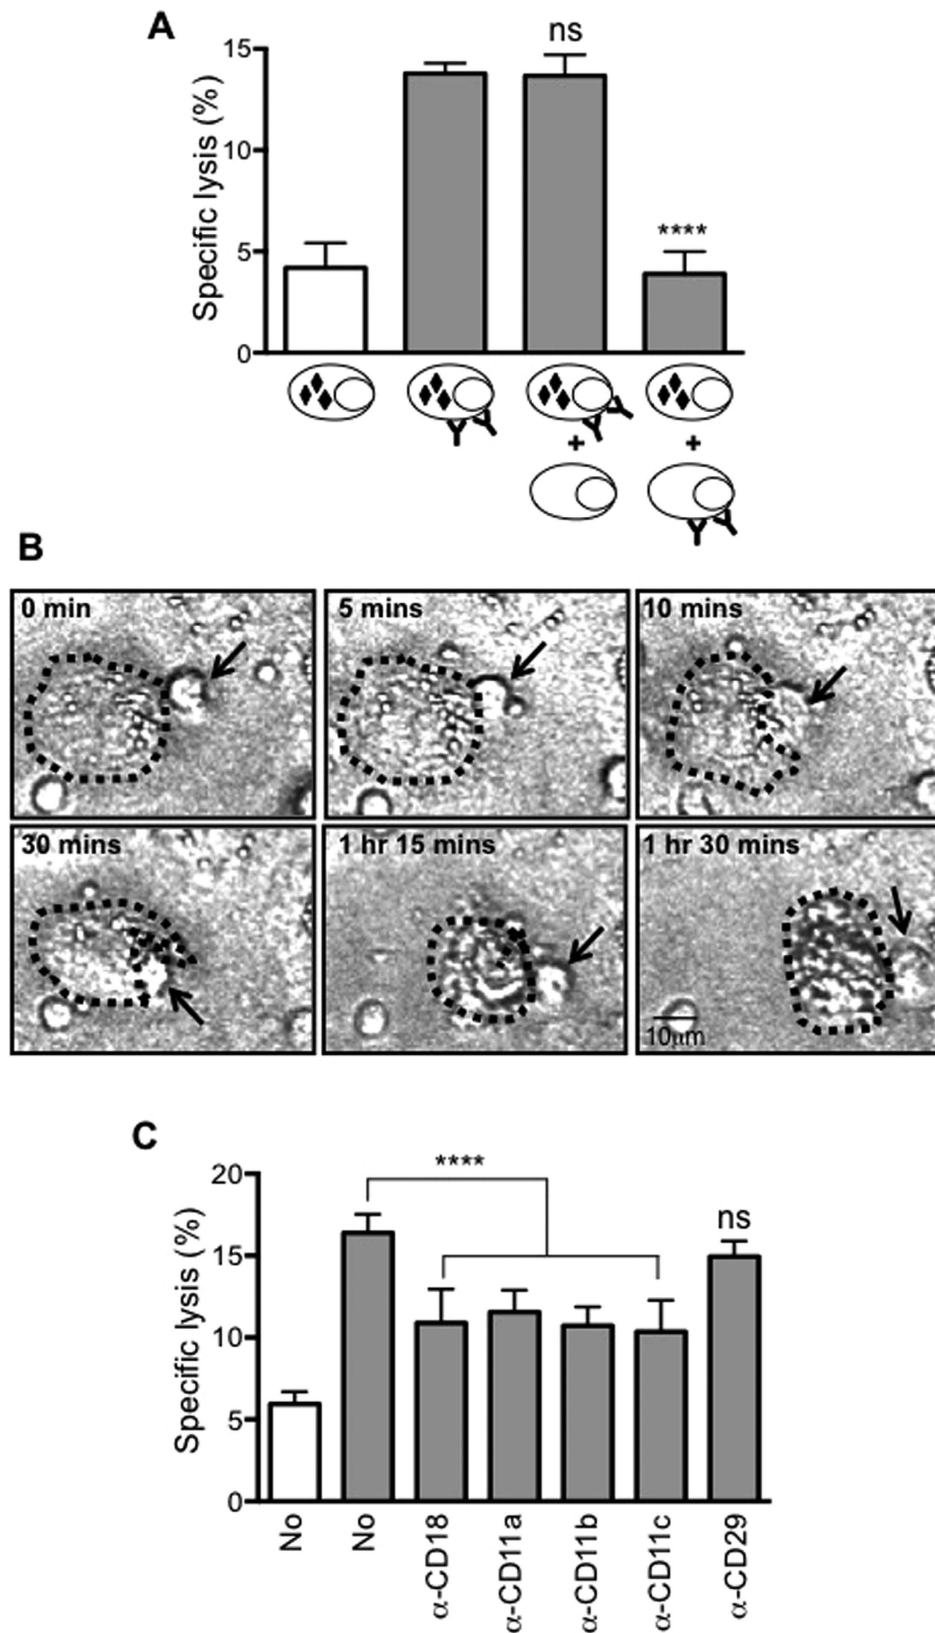 A
Specific lysis (%)
15
10
5
0
ns
****
+ +
B
0 min 5 mins 10 mins
30 mins 1 hr 15 mins 1 hr 30 mins
10µm
C
Specific lysis (%)
20
15
10
5
0
****
ns
No No α-CD18 α-CD11a α-CD11b α-CD11c α-CD29